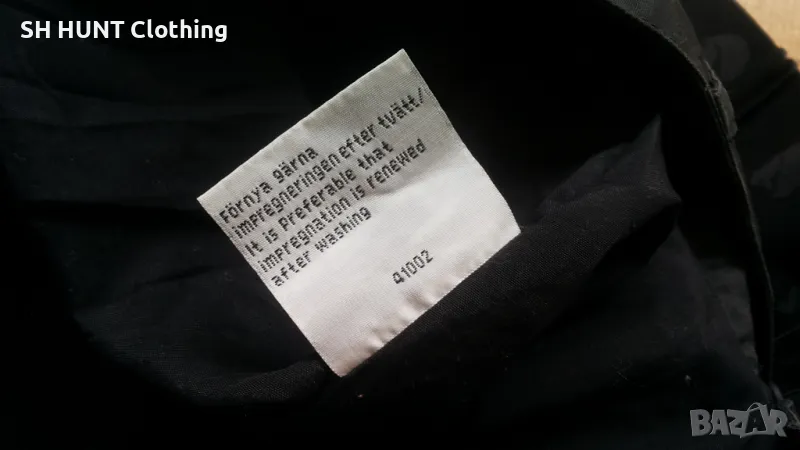 SH HUNT Clothing
Förnya gärna
impregneringen efter tvätt/
It is preferable that
impregnation is renewed
after washing
41002
BAZAR